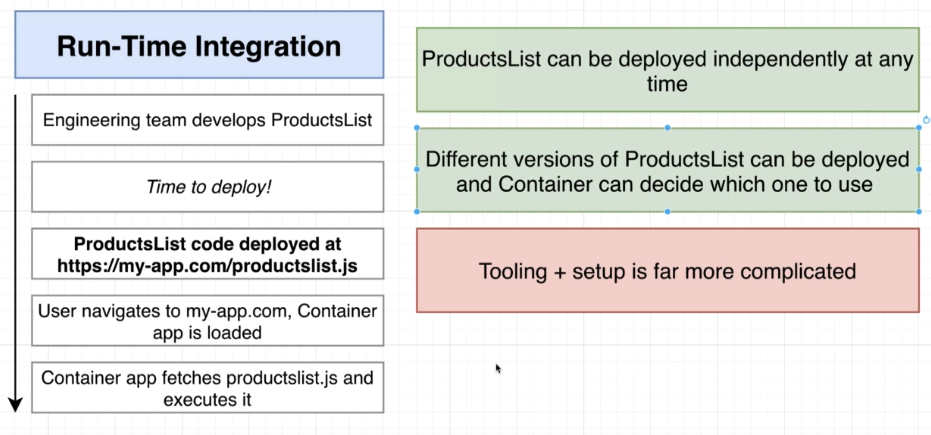 Run-Time Integration
Engineering team develops ProductsList
Time to deploy!
ProductsList code deployed at
https://my-app.com/productslist.js
User navigates to my-app.com, Container
app is loaded
Container app fetches productslist.js and
executes it
ProductsList can be deployed independently at any
time
Different versions of ProductsList can be deployed
and Container can decide which one to use
Tooling + setup is far more complicated